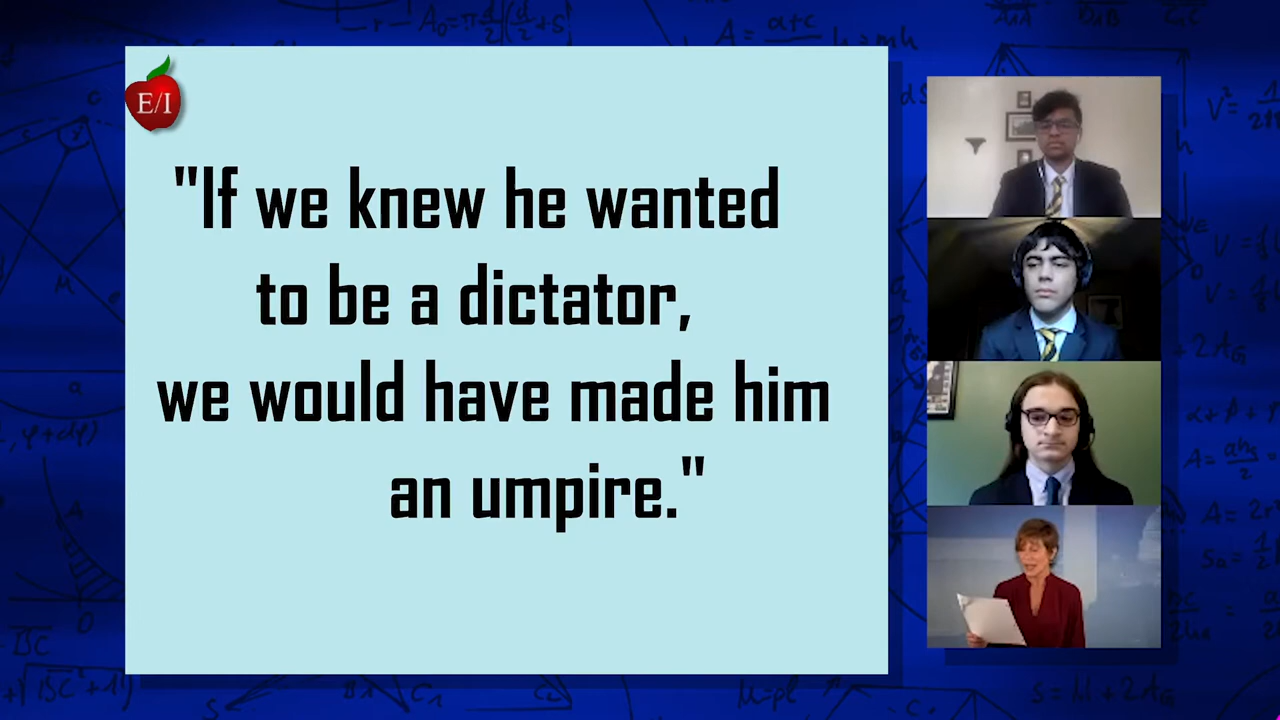 E/I
"If we knew he wanted
to be a dictator,
we would have made him
an umpire."